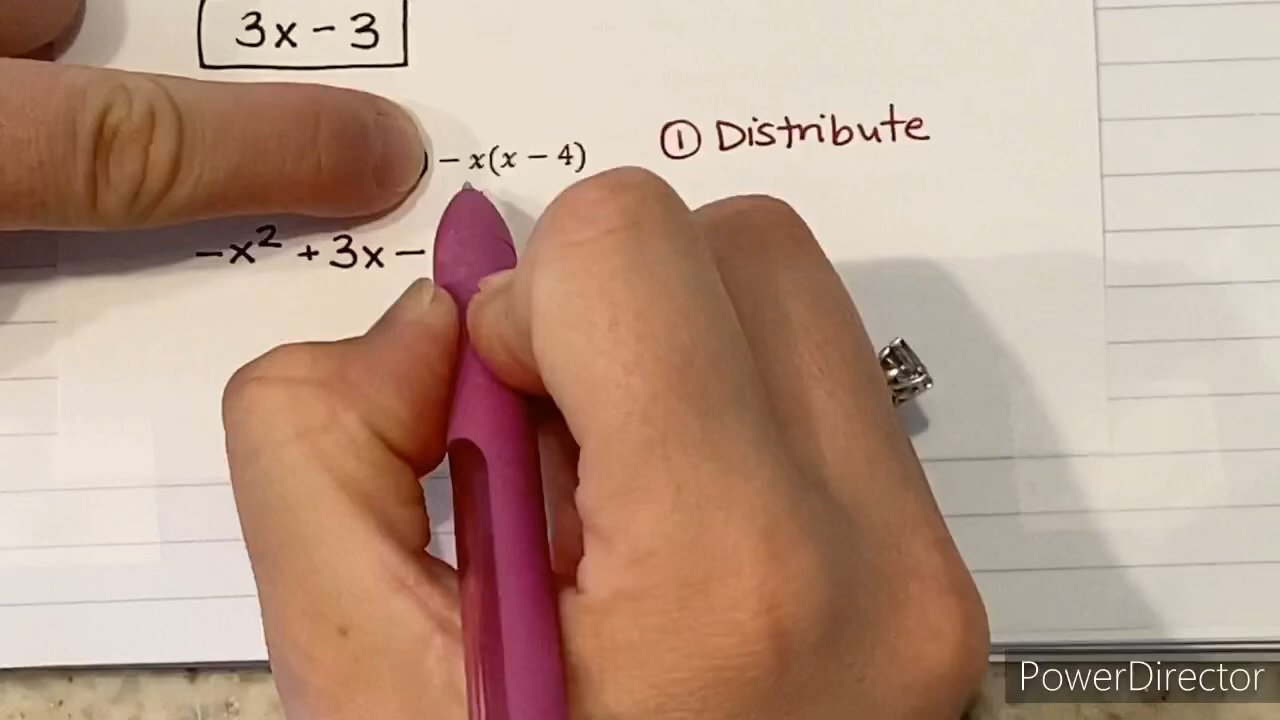 3x - 3
) - x(x - 4)
① Distribute
-x² + 3x -
PowerDirector